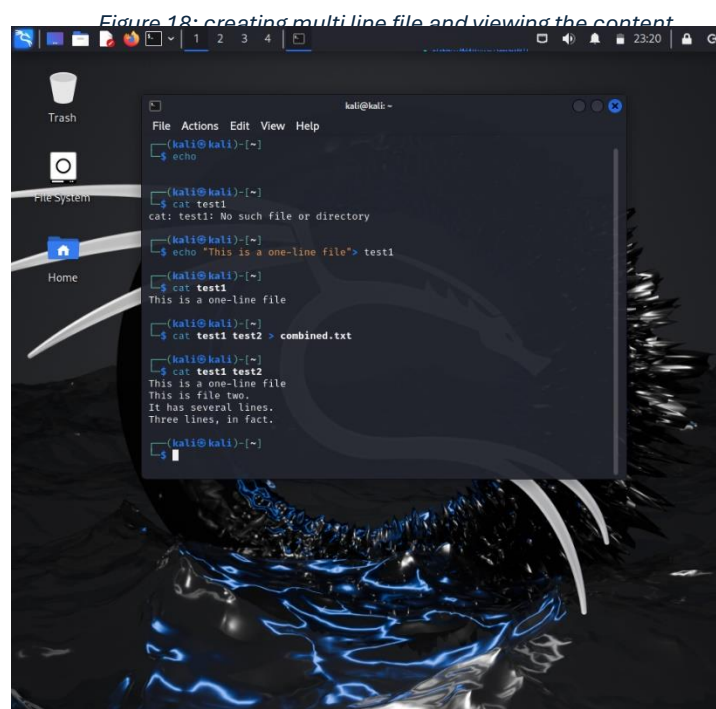 Figure 18: creating multi line file and viewing the content
1 2 3 4
23:20
Trash
File System
Home
kali@kali: ~
File Actions Edit View Help
(kali㉿kali)-[~]
$ echo
(kali㉿kali)-[~]
$ cat test1
cat: test1: No such file or directory
(kali㉿kali)-[~]
$ echo "This is a one-line file"> test1
(kali㉿kali)-[~]
$ cat test1
This is a one-line file
(kali㉿kali)-[~]
$ cat test1 test2 > combined.txt
(kali㉿kali)-[~]
$ cat test1 test2
This is a one-line file
This is file two.
It has several lines.
Three lines, in fact.
(kali㉿kali)-[~]
$